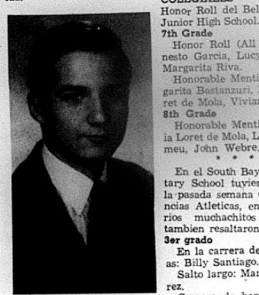 COLEGIALES
Honor Roll del Bel
Junior High School.
7th Grade
Honor Roll (All
nesto Garcia, Lucy
Margarita Riva.
Honorable Menti
garita Bastanzuri,
ret de Mola, Vivian
8th Grade
Honorable Menti
ia Loret de Mola, L
meu, John Webre.
* * *
En el South Bay
tary School tuvier
la pasada semana
ncias Atleticas, en
rios muchachitos
tambien resaltaron
3er grado
En la carrera de
as: Billy Santiago.
Salto largo: Mar
rez.